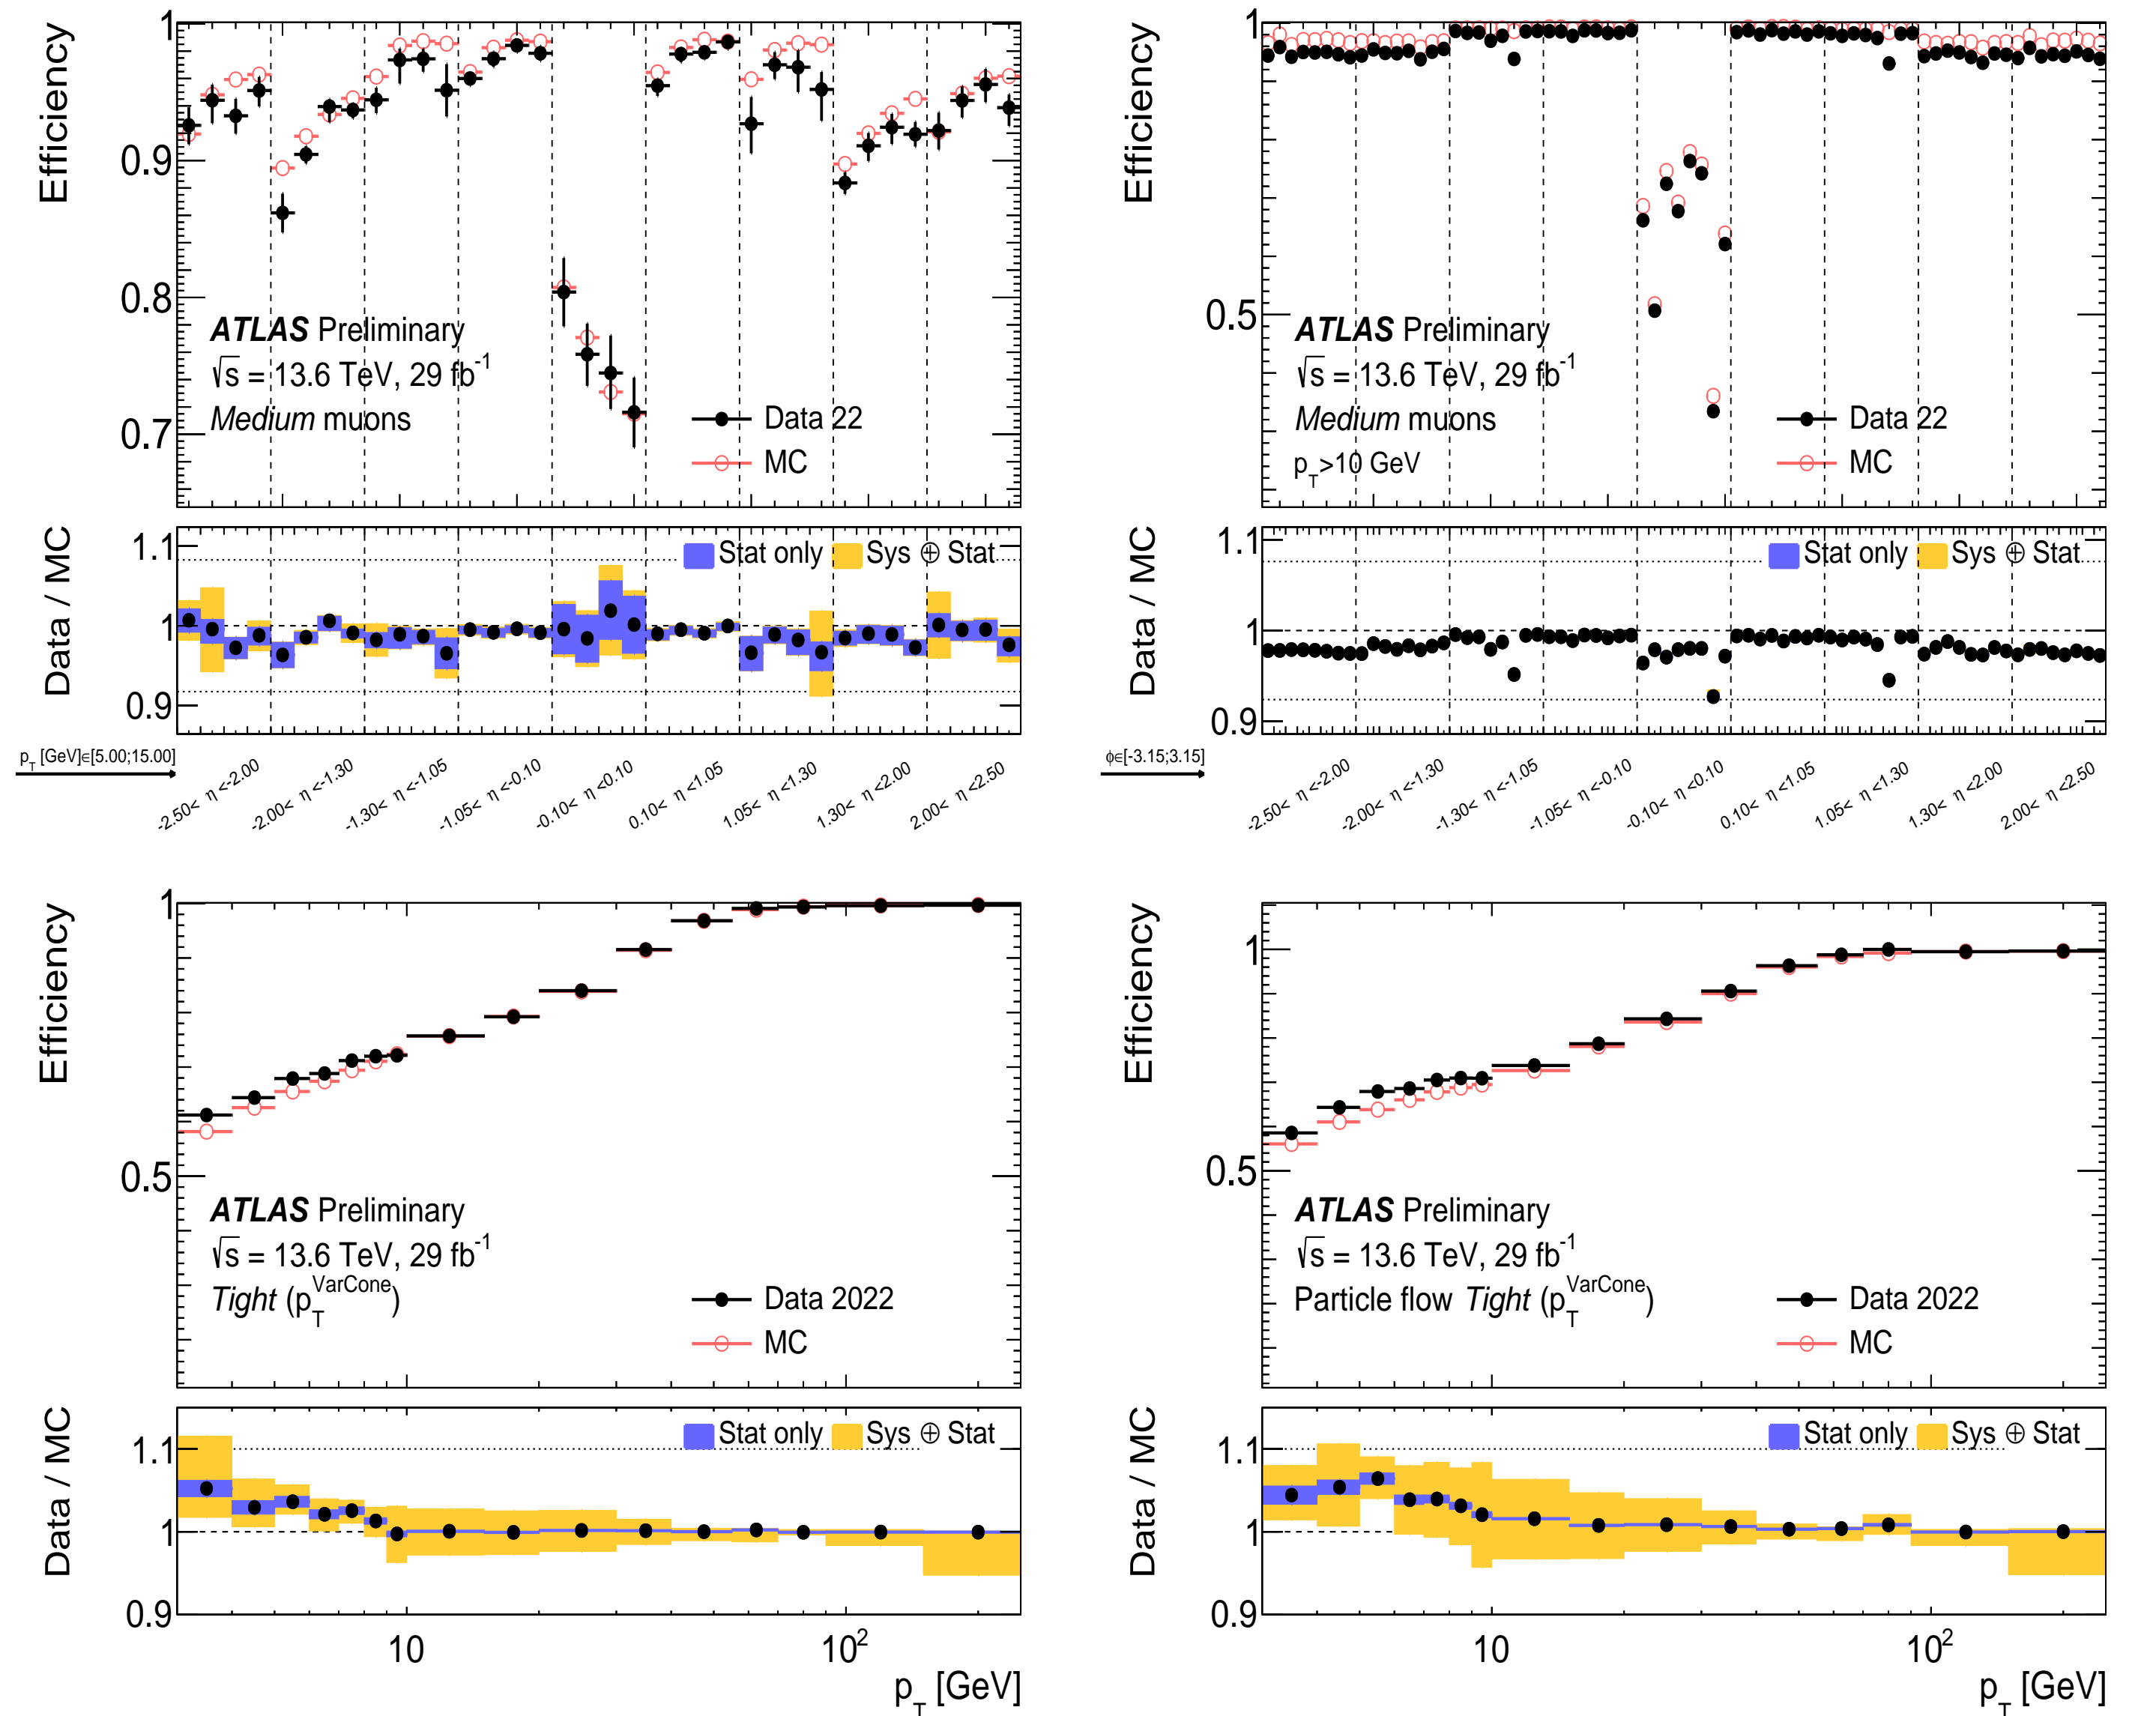 Efficiency
1
0.9
0.8
0.7
ATLAS Preliminary
√s = 13.6 TeV, 29 fb-1
Medium muons
Data 22
MC
Data / MC
1.1
1
0.9
Stat only
Sys ⊕ Stat
pT [GeV]∈[5.00;15.00]
-2.50< η <-2.00
-2.00< η <-1.30
-1.30< η <-1.05
-1.05< η <-0.10
-0.10< η <0.10
0.10< η <1.05
1.05< η <1.30
1.30< η <2.00
2.00< η <2.50
Efficiency
1
0.5
ATLAS Preliminary
√s = 13.6 TeV, 29 fb-1
Medium muons
pT>10 GeV
Data 22
MC
Data / MC
1.1
1
0.9
Stat only
Sys ⊕ Stat
ϕ∈[-3.15;3.15]
-2.50< η <-2.00
-2.00< η <-1.30
-1.30< η <-1.05
-1.05< η <-0.10
-0.10< η <0.10
0.10< η <1.05
1.05< η <1.30
1.30< η <2.00
2.00< η <2.50
Efficiency
1
0.5
ATLAS Preliminary
√s = 13.6 TeV, 29 fb-1
Tight (pT VarCone)
Data 2022
MC
Data / MC
1.1
1
0.9
Stat only
Sys ⊕ Stat
10
102
pT [GeV]
Efficiency
1
0.5
ATLAS Preliminary
√s = 13.6 TeV, 29 fb-1
Particle flow Tight (pT VarCone)
Data 2022
MC
Data / MC
1.1
1
0.9
Stat only
Sys ⊕ Stat
10
102
pT [GeV]